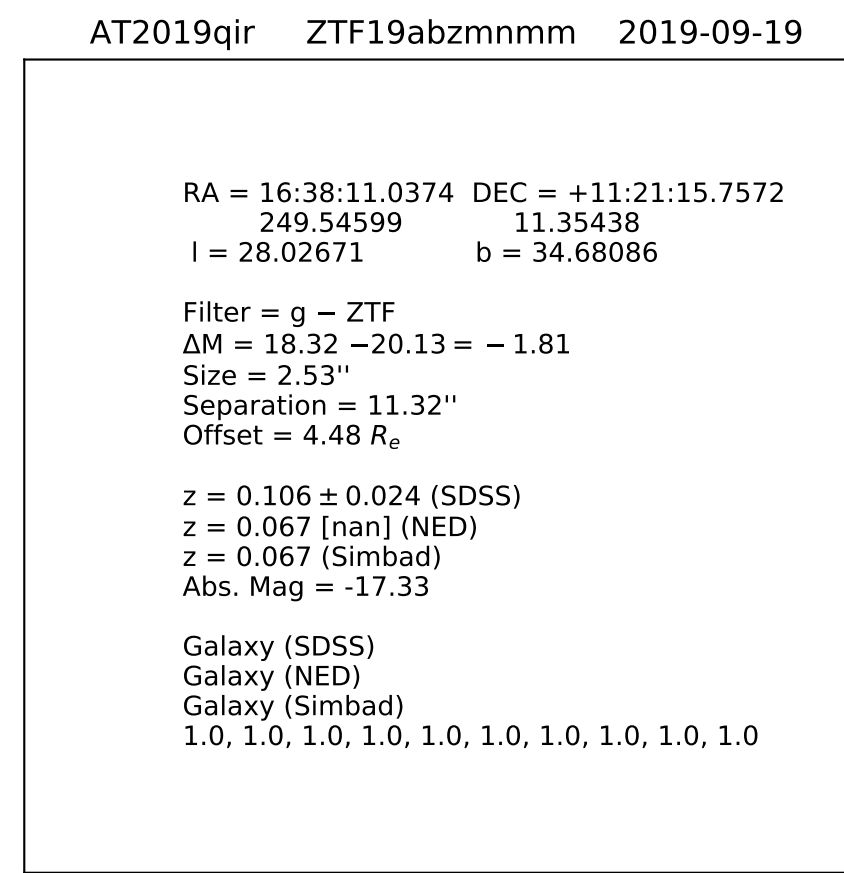 AT2019qir ZTF19abzmnmm 2019-09-19
RA = 16:38:11.0374 DEC = +11:21:15.7572
249.54599 11.35438
l = 28.02671 b = 34.68086
Filter = g − ZTF
ΔM = 18.32 −20.13 = − 1.81
Size = 2.53''
Separation = 11.32''
Offset = 4.48 Re
z = 0.106 ± 0.024 (SDSS)
z = 0.067 [nan] (NED)
z = 0.067 (Simbad)
Abs. Mag = -17.33
Galaxy (SDSS)
Galaxy (NED)
Galaxy (Simbad)
1.0, 1.0, 1.0, 1.0, 1.0, 1.0, 1.0, 1.0, 1.0, 1.0